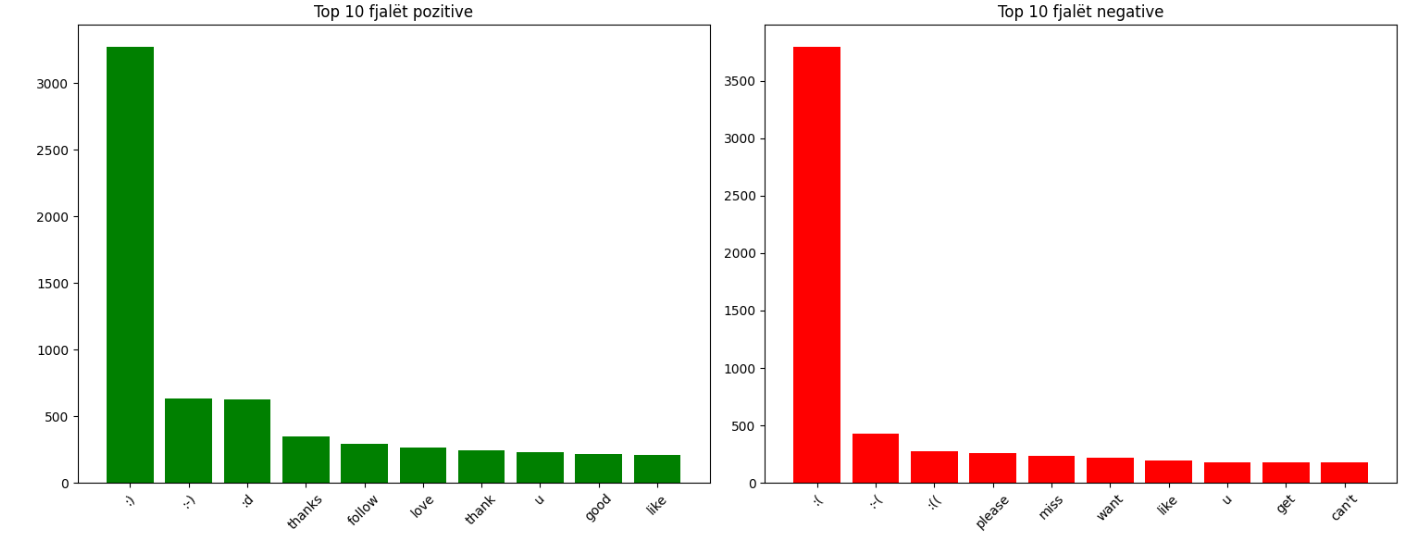 Top 10 fjalët pozitive
3000
2500
2000
1500
1000
500
0
:)
:-)
:d
thanks
follow
love
thank
u
good
like
Top 10 fjalët negative
3500
3000
2500
2000
1500
1000
500
0
:(
:-(
:((
please
miss
want
like
u
get
can't